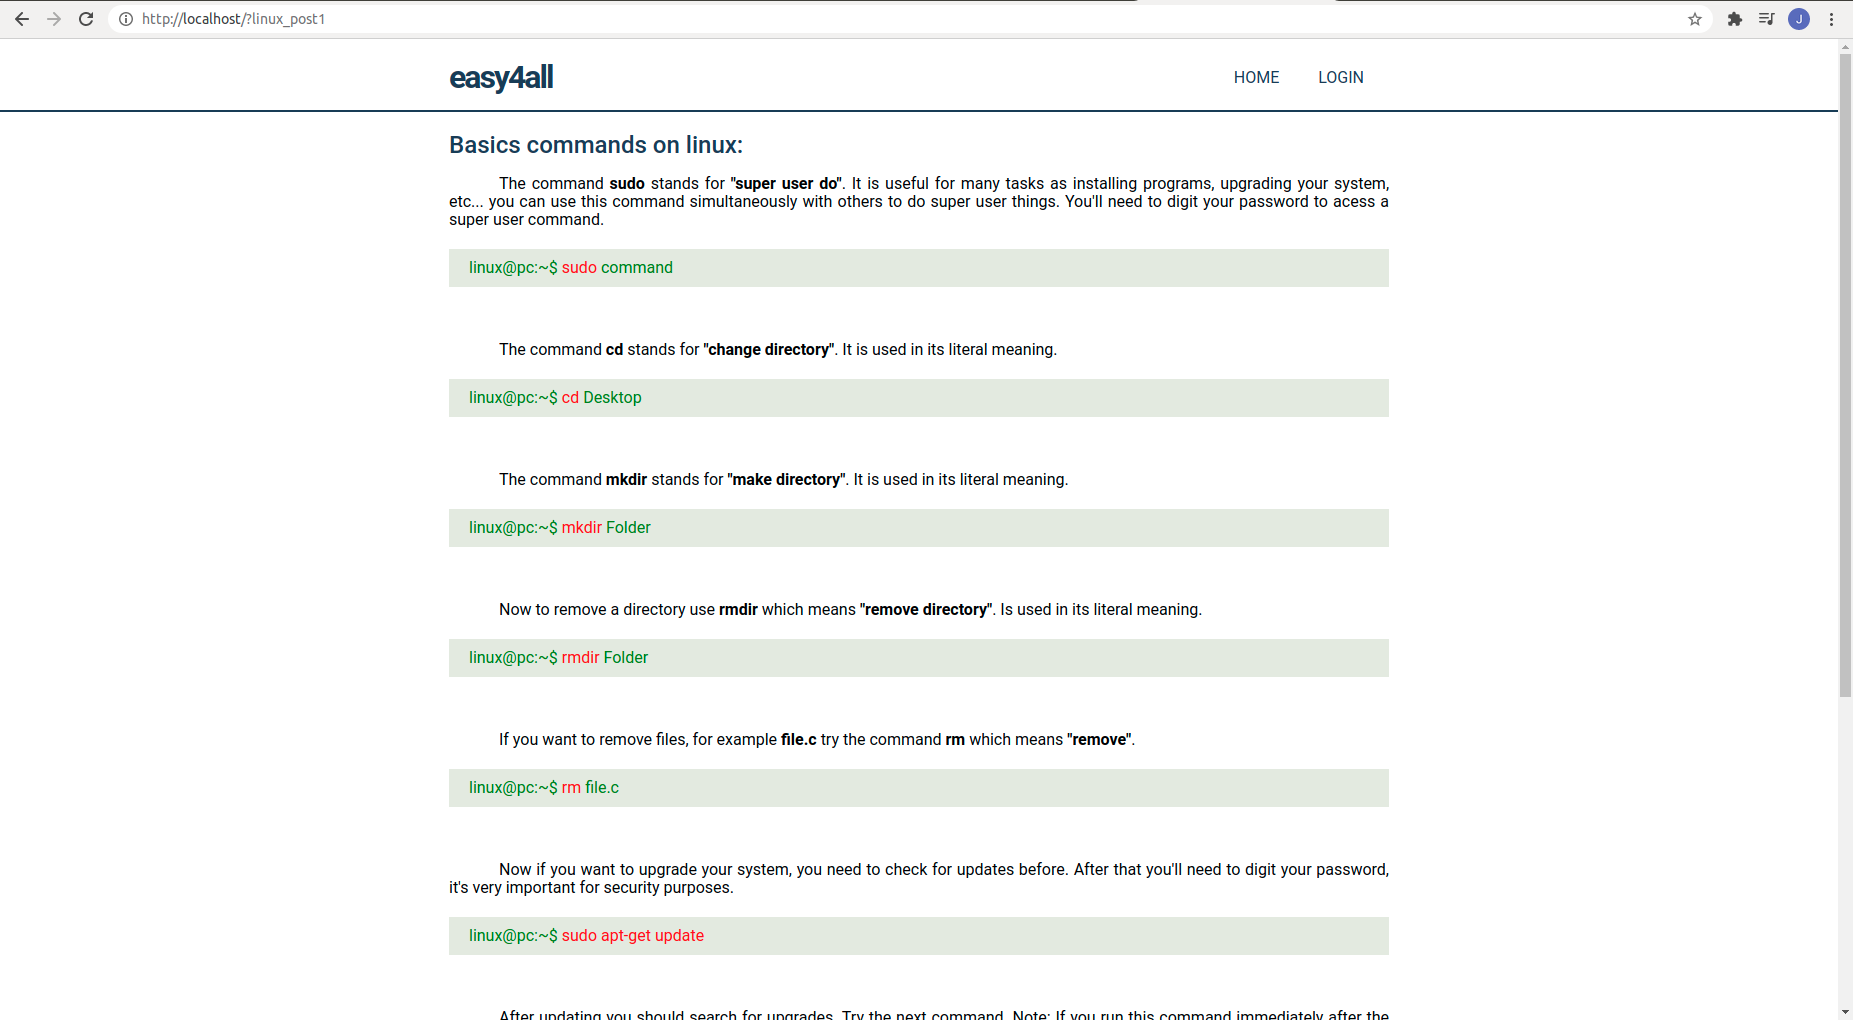 http://localhost/?linux_post1
J
easy4all
HOME LOGIN
Basics commands on linux:
The command sudo stands for "super user do". It is useful for many tasks as installing programs, upgrading your system,
etc... you can use this command simultaneously with others to do super user things. You'll need to digit your password to acess a
super user command.
linux@pc:~$ sudo command
The command cd stands for "change directory". It is used in its literal meaning.
linux@pc:~$ cd Desktop
The command mkdir stands for "make directory". It is used in its literal meaning.
linux@pc:~$ mkdir Folder
Now to remove a directory use rmdir which means "remove directory". Is used in its literal meaning.
linux@pc:~$ rmdir Folder
If you want to remove files, for example file.c try the command rm which means "remove".
linux@pc:~$ rm file.c
Now if you want to upgrade your system, you need to check for updates before. After that you'll need to digit your password,
it's very important for security purposes.
linux@pc:~$ sudo apt-get update
After updating you should search for upgrades. Try the next command. Note: If you run this command immediately after the